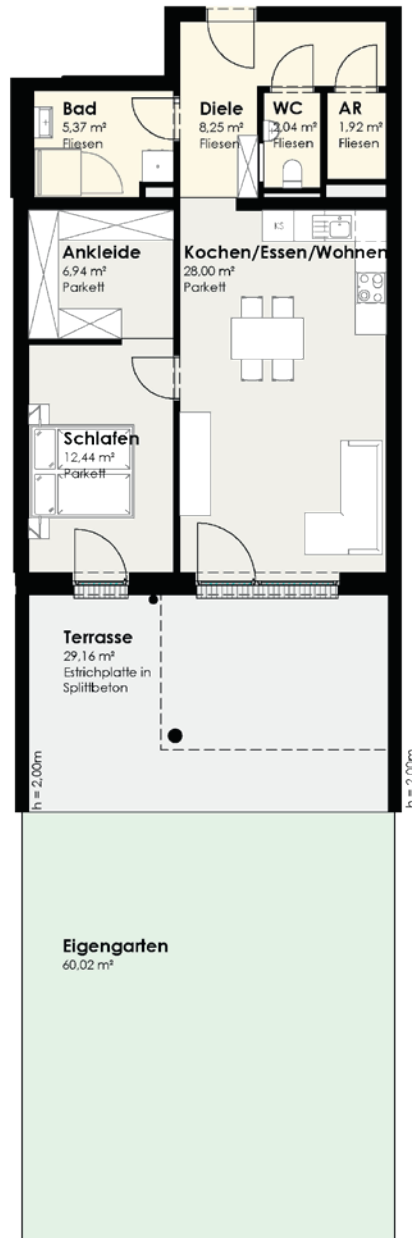 Bad
5,37 m²
Fliesen
Diele
8,25 m²
Fliesen
WC
2,04 m²
Fliesen
AR
1,92 m²
Fliesen
Ankleide
6,94 m²
Parkett
Kochen/Essen/Wohnen
28,00 m²
Parkett
KS
Schlafen
12,44 m²
Parkett
Terrasse
29,16 m²
Estrichplatte in
Splittbeton
h = 2,00m
h = 2,00m
Eigengarten
60,02 m²